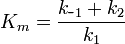 K_m = \frac{k_{-1} + k_2}{k_1}